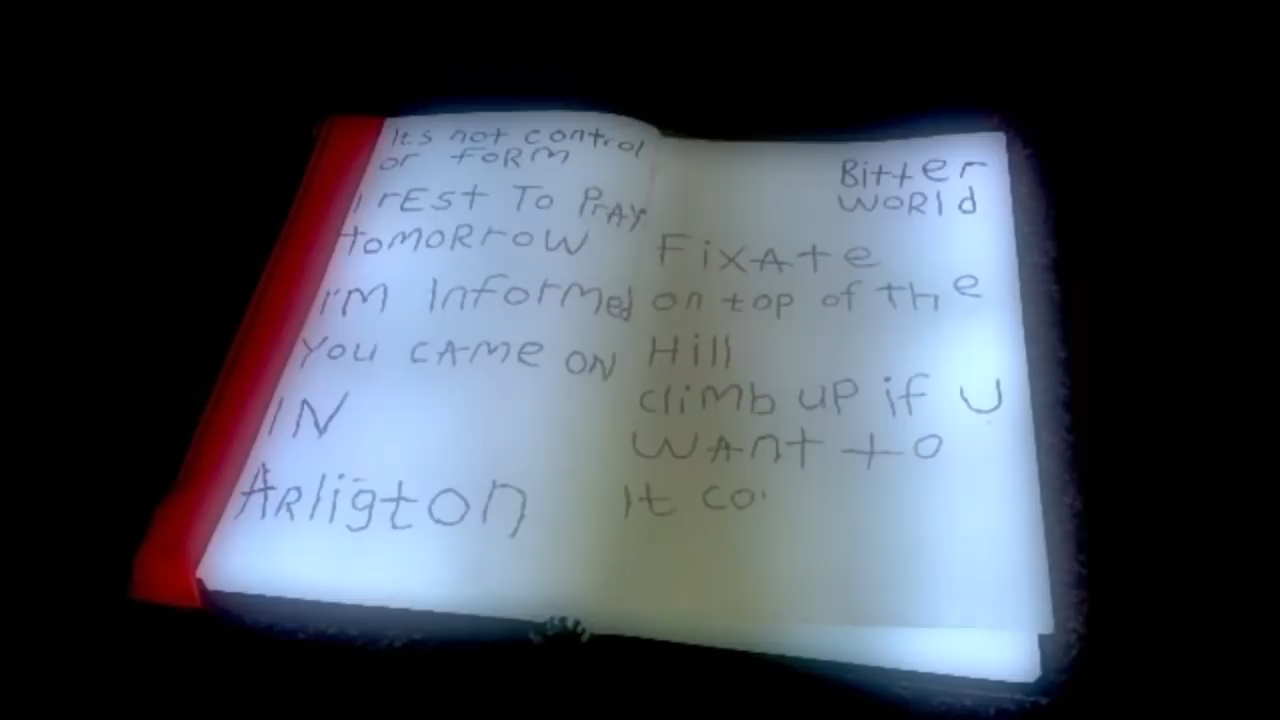 Its not control
or FoRM
I rEst To PrAy
toMoRroW
I'M InformEd
You cAMe oN
IN
ArligtoN
Bitter
WoRld
FixAte
on top of the
Hill
climb up if U
WAnt to
It